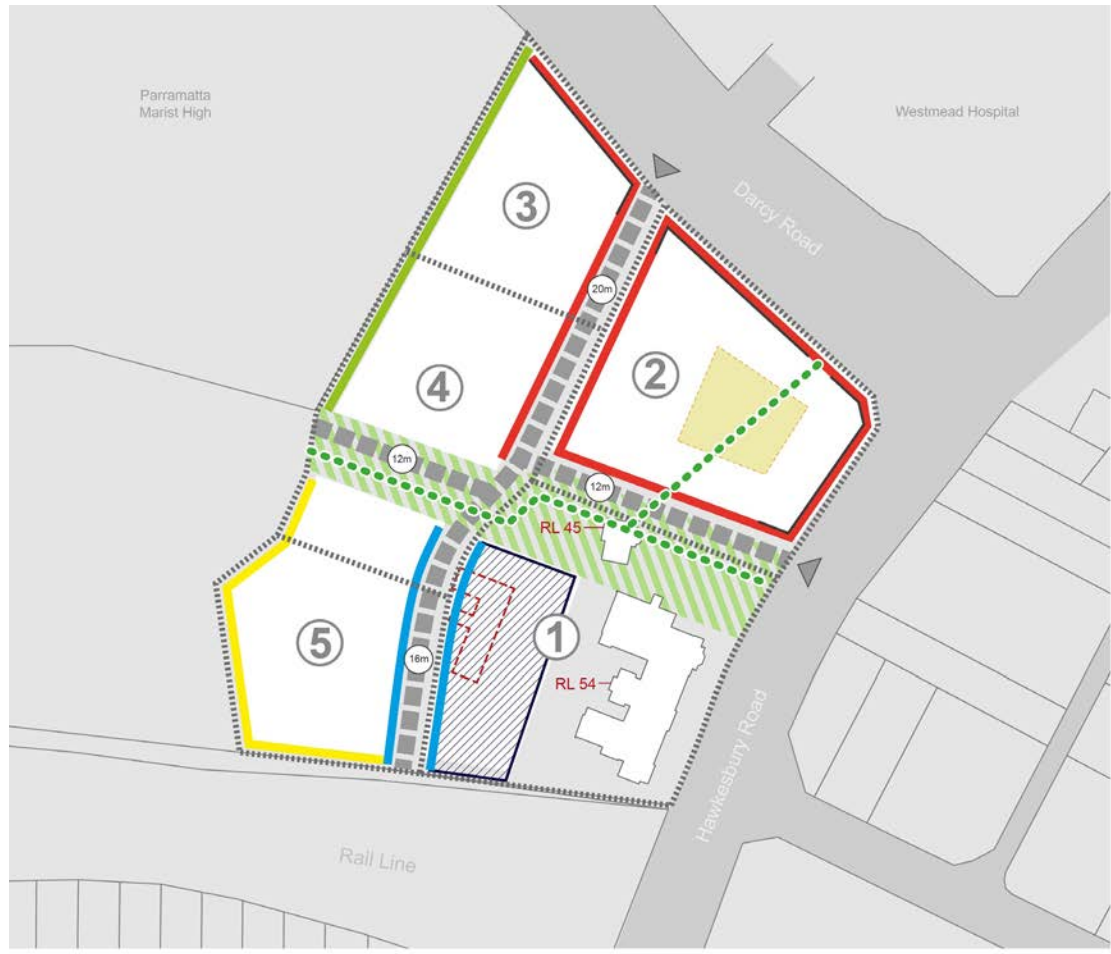 Parramatta
Marist High
Westmead Hospital
Darcy Road
3
20m
2
4
12m
12m
RL 45
5
1
16m
RL 54
Hawkesbury Road
Rail Line